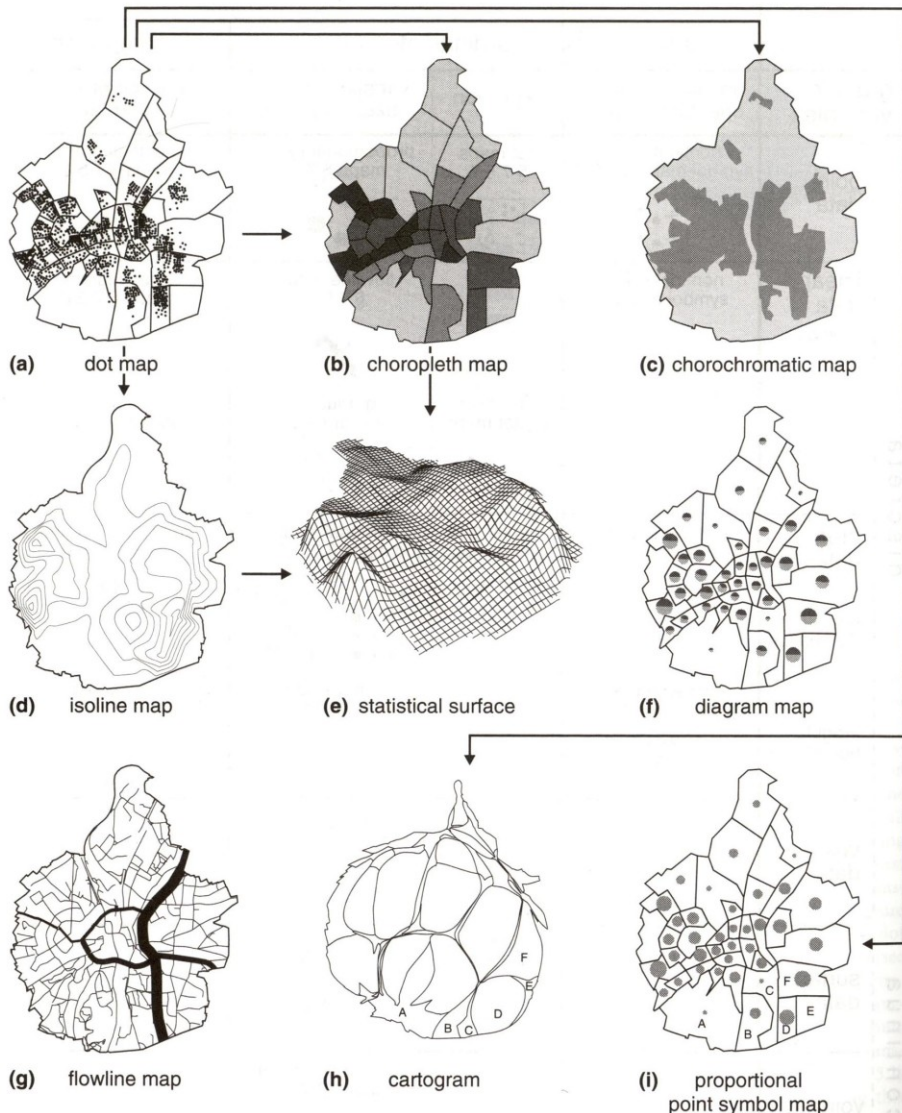 (a) dot map
(b) choropleth map
(c) chorochromatic map
(d) isoline map
(e) statistical surface
(f) diagram map
F
E
D
A
B
C
F
C
A
B
D
E
(g) flowline map
(h) cartogram
(i) proportional
point symbol map